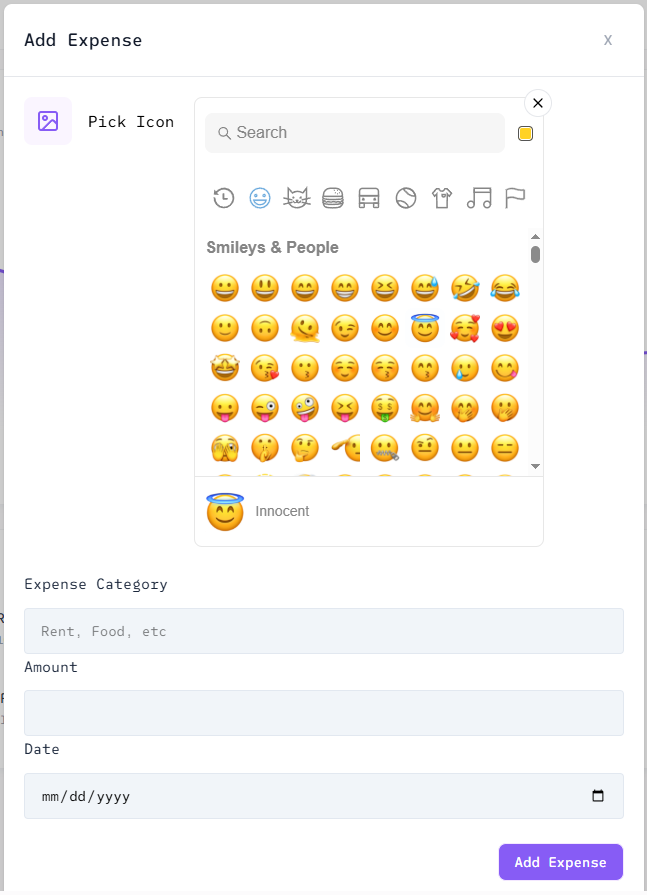 Add Expense
X
Pick Icon
Search
Smileys & People
Innocent
Expense Category
Rent, Food, etc
Amount
Date
mm/dd/yyyy
Add Expense